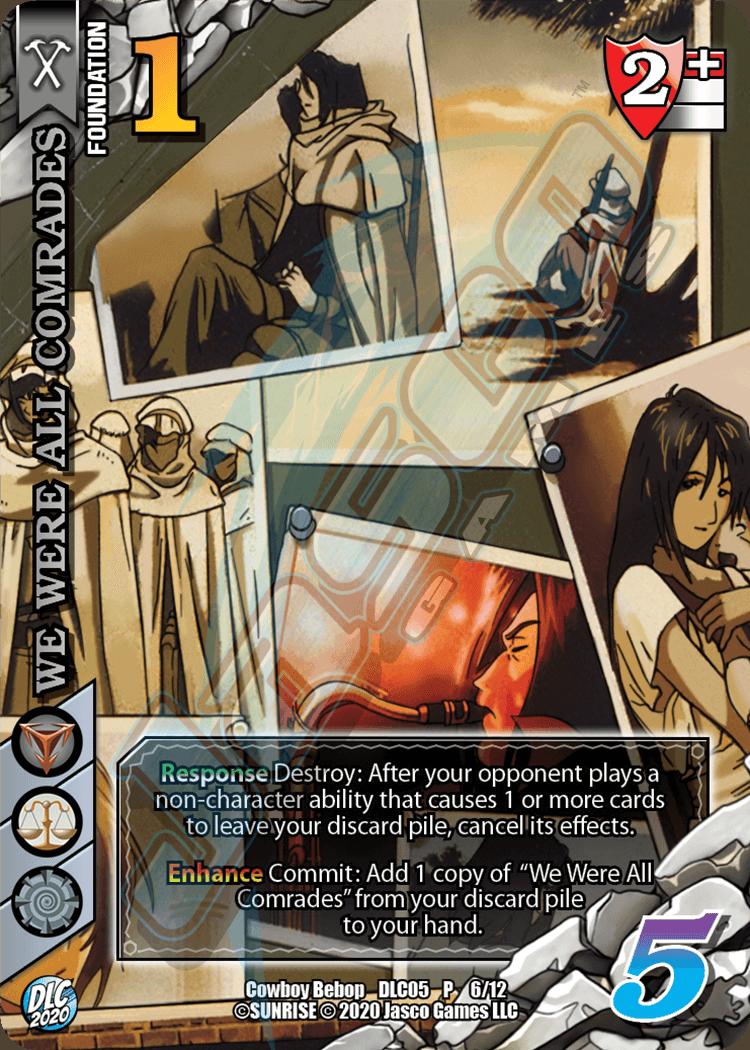 FOUNDATION
1
2
+
™
WE WERE ALL COMRADES
Response Destroy: After your opponent plays a
non-character ability that causes 1 or more cards
to leave your discard pile, cancel its effects.
Enhance Commit: Add 1 copy of "We Were All
Comrades" from your discard pile
to your hand.
5
DLC
2020
Cowboy Bebop DLC05 P 6/12
©SUNRISE © 2020 Jasco Games LLC